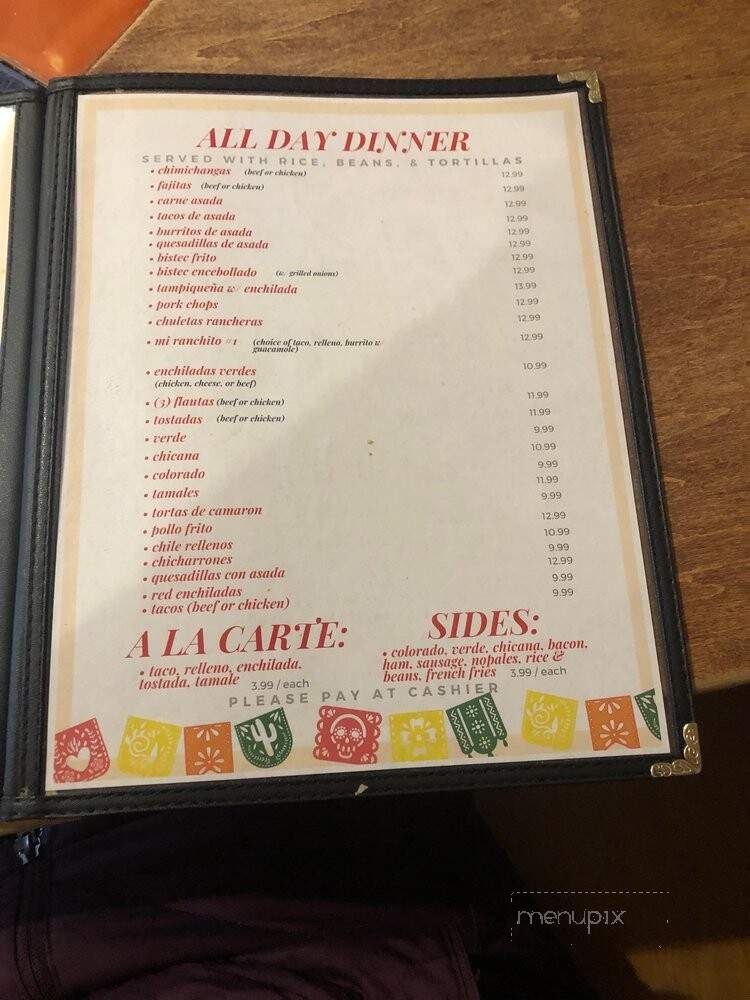 ALL DAY DINNER
SERVED WITH RICE, BEANS, & TORTILLAS
• chimichangas (beef or chicken) 12.99
• fajitas (beef or chicken) 12.99
• carne asada 12.99
• tacos de asada 12.99
• burritos de asada 12.99
• quesadillas de asada 12.99
• bistec frito 12.99
• bistec encebollado (w/ grilled onions) 12.99
• tampiqueña w/ enchilada 13.99
• pork chops 12.99
• chuletas rancheras 12.99
• mi ranchito #1 (choice of taco, relleno, burrito w/ 12.99
guacamole)
• enchiladas verdes 10.99
(chicken, cheese, or beef)
• (3) flautas (beef or chicken) 11.99
• tostadas (beef or chicken) 11.99
• verde 9.99
• chicana 10.99
• colorado 9.99
• tamales 11.99
• tortas de camaron 9.99
• pollo frito 12.99
• chile rellenos 10.99
• chicharrones 9.99
• quesadillas con asada 12.99
• red enchiladas 9.99
• tacos (beef or chicken) 9.99
A LA CARTE:
• taco, relleno, enchilada,
tostada, tamale 3.99 / each
SIDES:
• colorado, verde, chicana, bacon,
ham, sausage, nopales, rice &
beans, french fries 3.99 / each
PLEASE PAY AT CASHIER
menupix